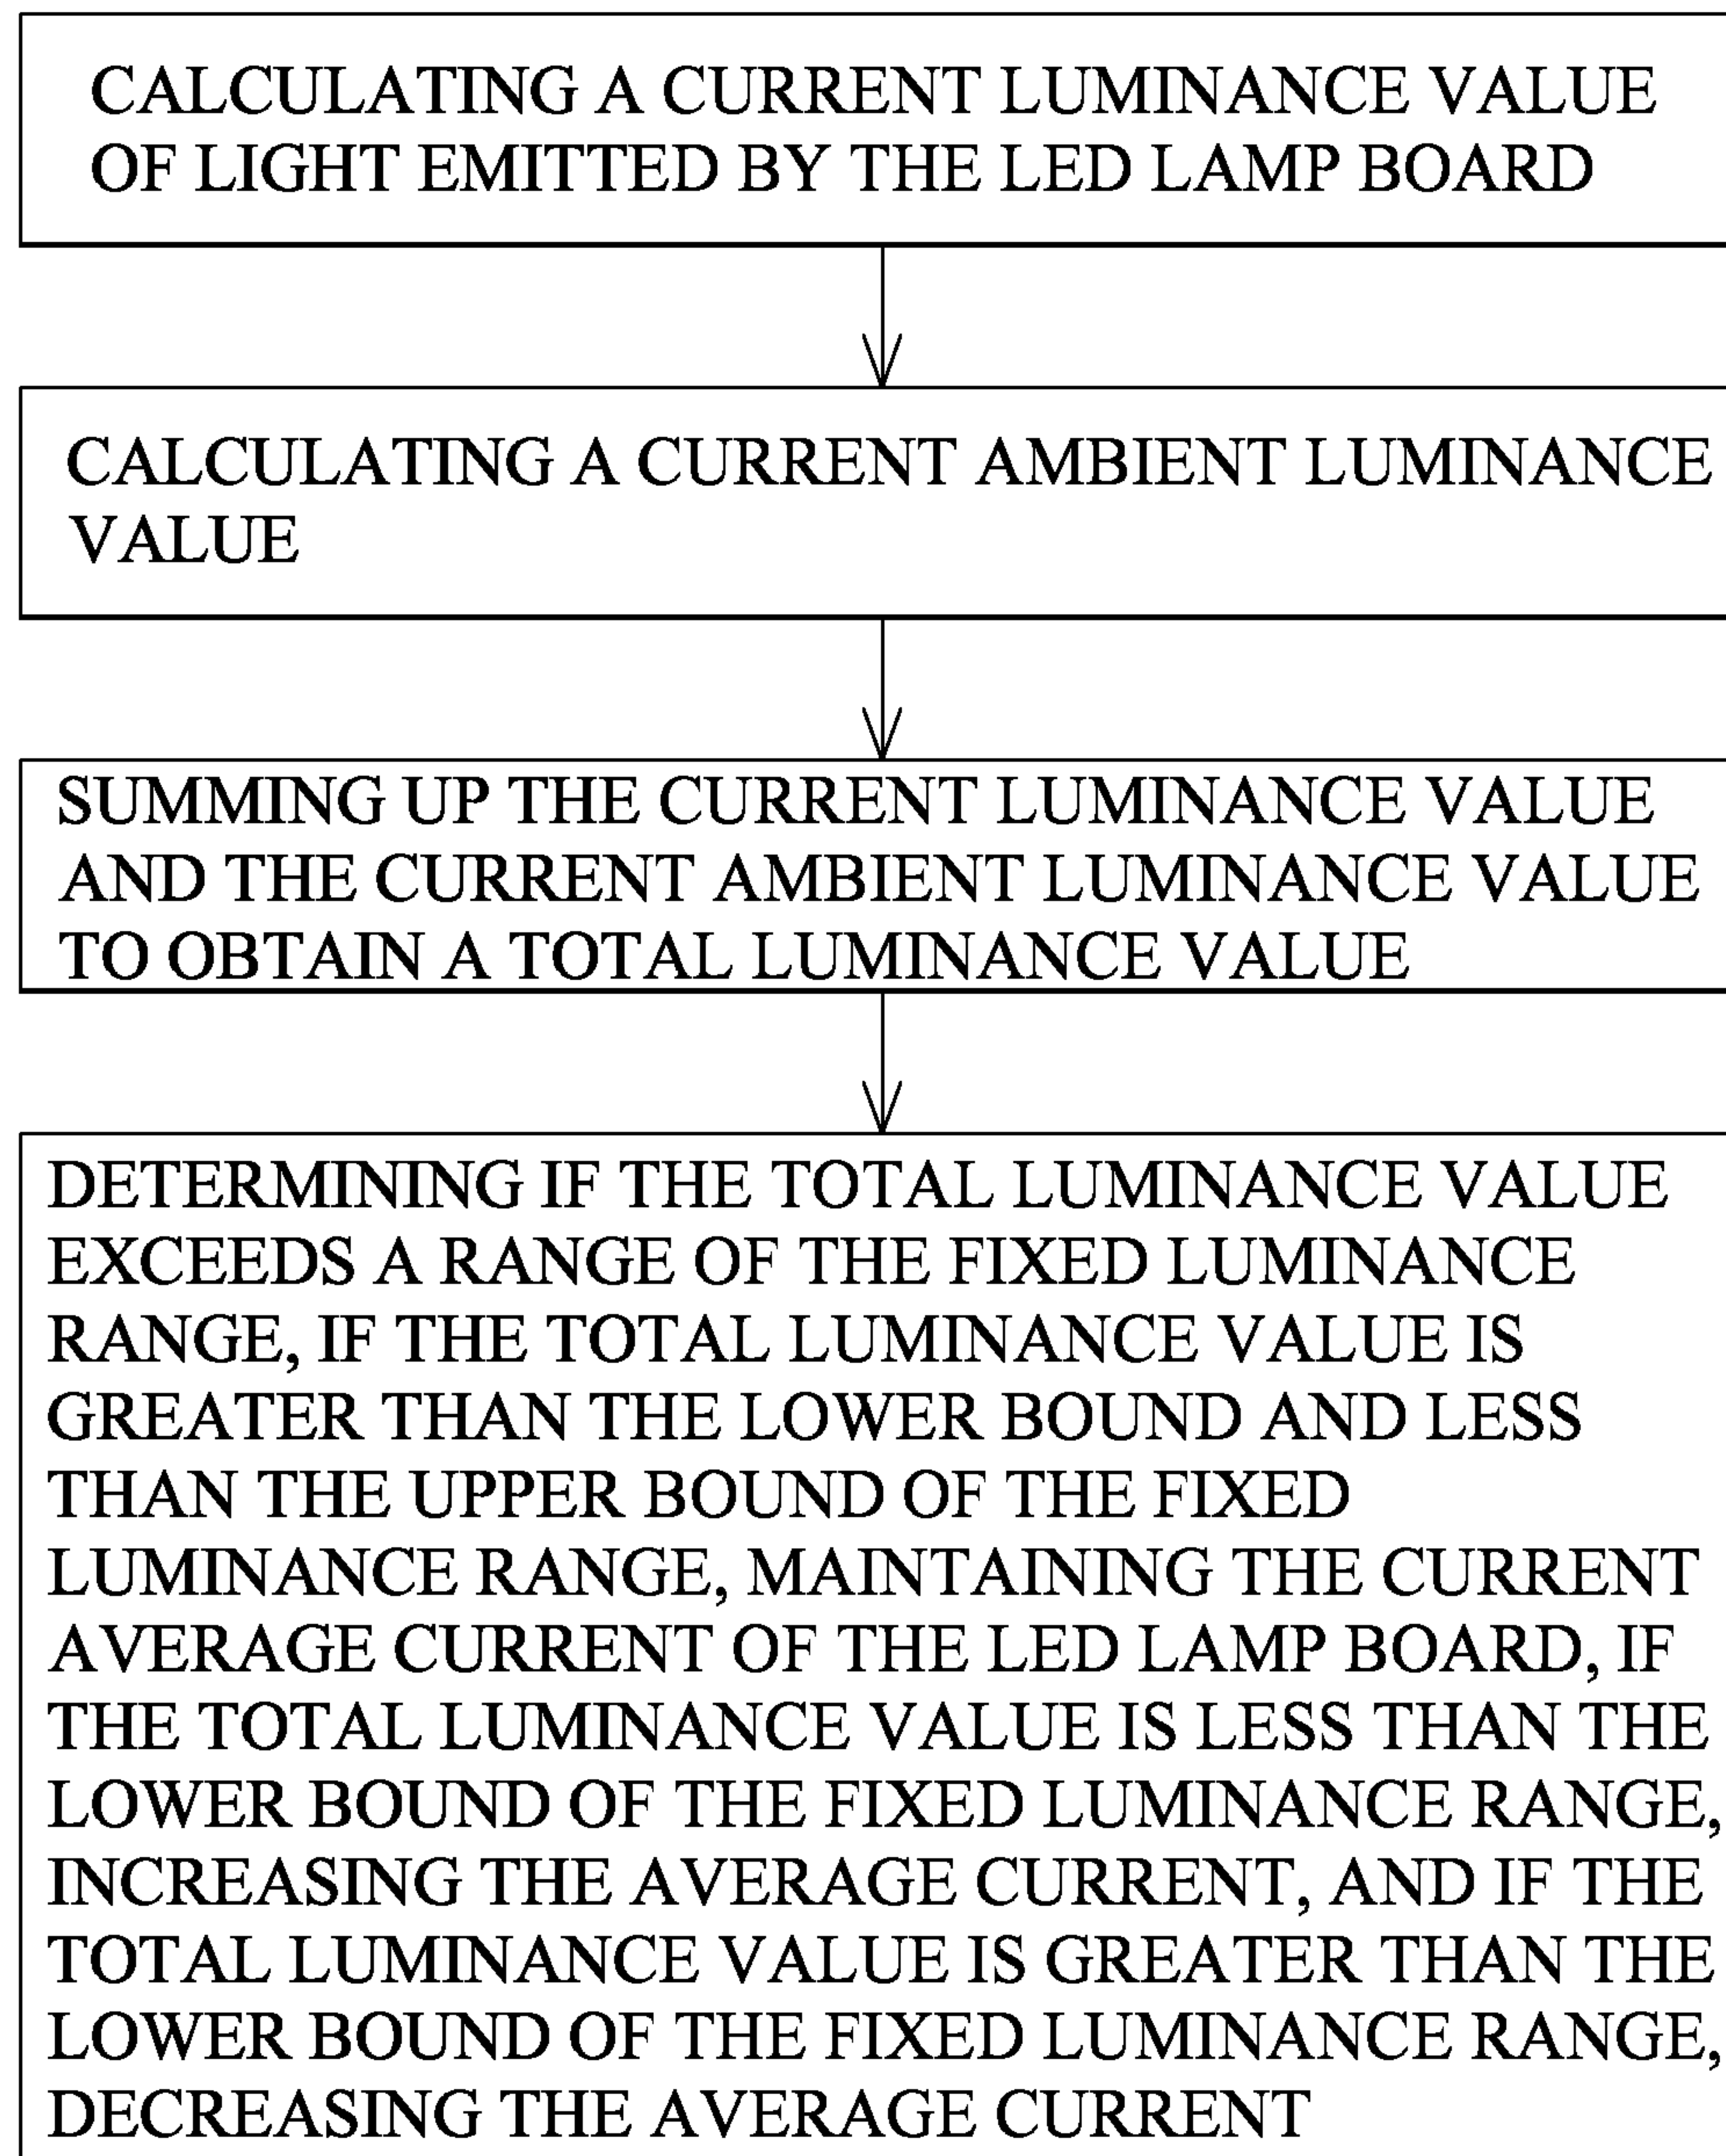 CALCULATING A CURRENT LUMINANCE VALUE
OF LIGHT EMITTED BY THE LED LAMP BOARD
CALCULATING A CURRENT AMBIENT LUMINANCE
VALUE
SUMMING UP THE CURRENT LUMINANCE VALUE
AND THE CURRENT AMBIENT LUMINANCE VALUE
TO OBTAIN A TOTAL LUMINANCE VALUE
DETERMINING IF THE TOTAL LUMINANCE VALUE
EXCEEDS A RANGE OF THE FIXED LUMINANCE
RANGE, IF THE TOTAL LUMINANCE VALUE IS
GREATER THAN THE LOWER BOUND AND LESS
THAN THE UPPER BOUND OF THE FIXED
LUMINANCE RANGE, MAINTAINING THE CURRENT
AVERAGE CURRENT OF THE LED LAMP BOARD, IF
THE TOTAL LUMINANCE VALUE IS LESS THAN THE
LOWER BOUND OF THE FIXED LUMINANCE RANGE,
INCREASING THE AVERAGE CURRENT, AND IF THE
TOTAL LUMINANCE VALUE IS GREATER THAN THE
LOWER BOUND OF THE FIXED LUMINANCE RANGE,
DECREASING THE AVERAGE CURRENT